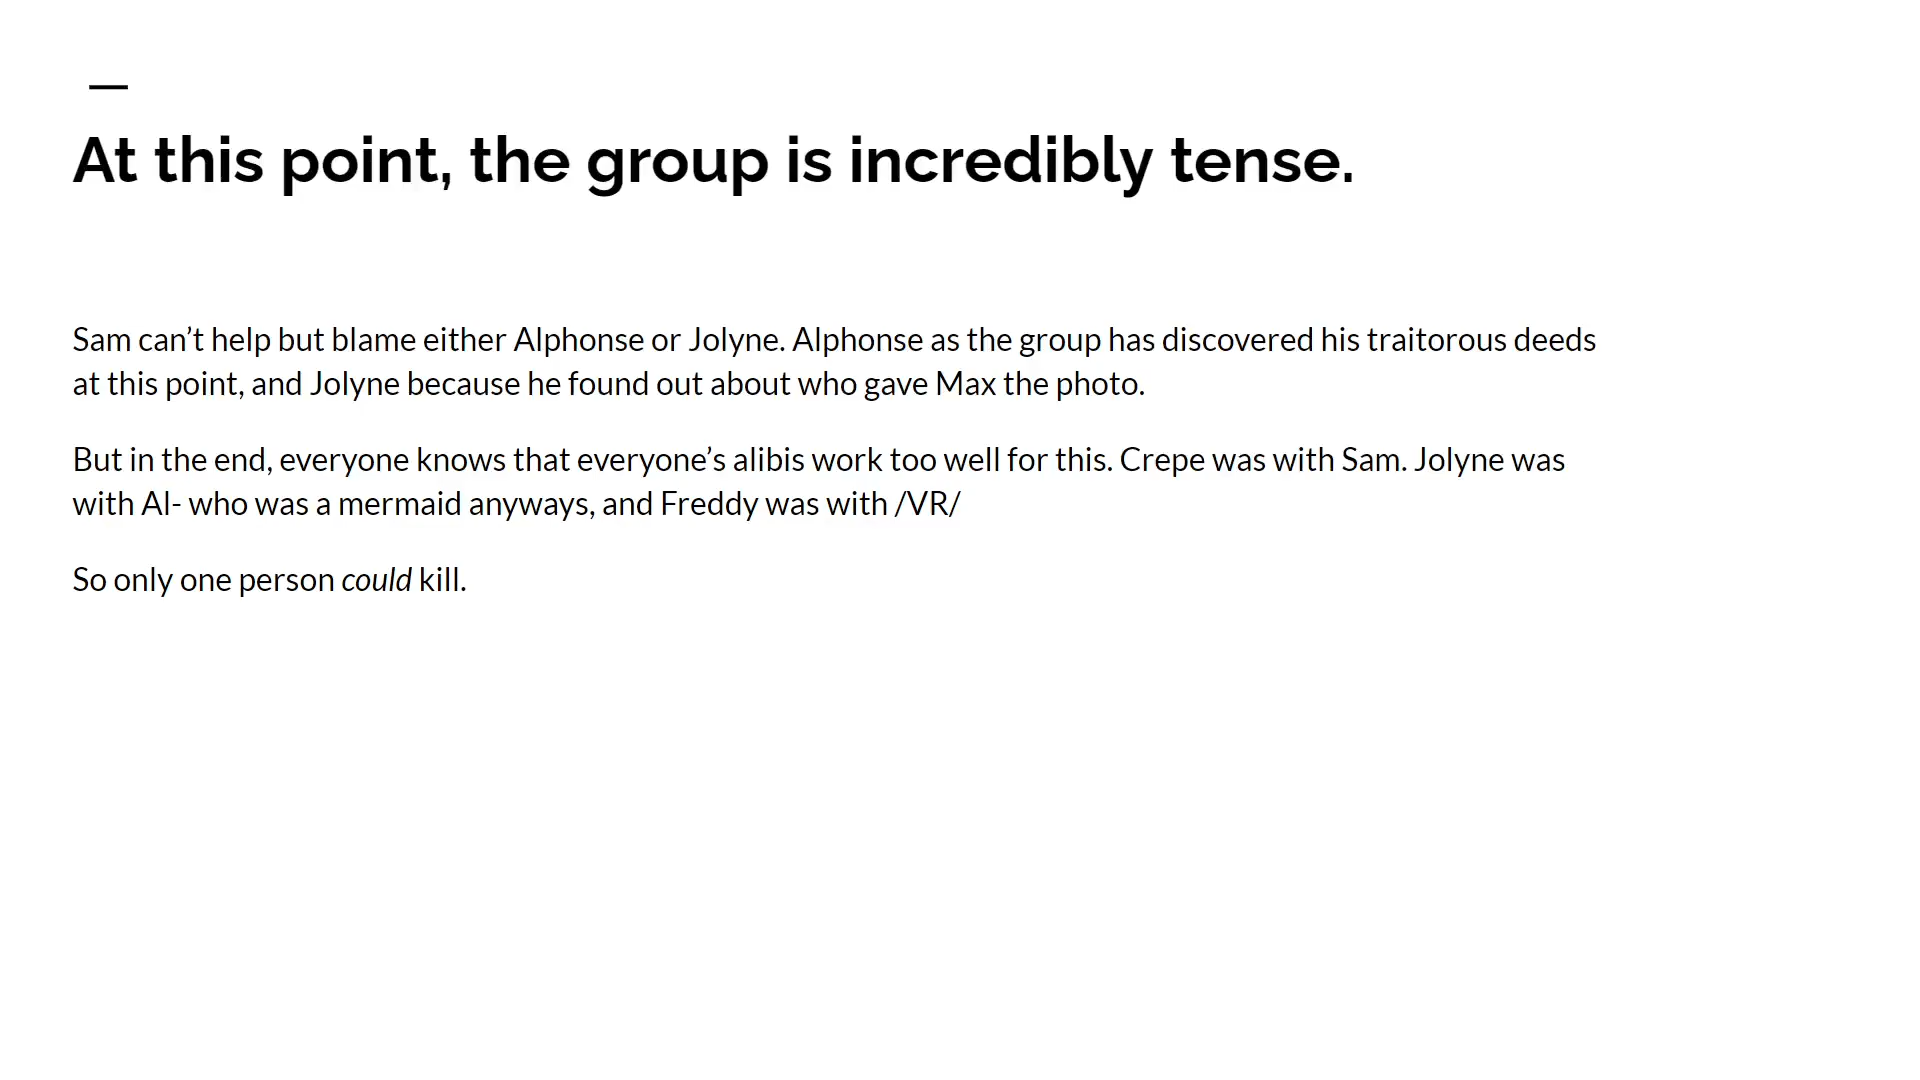 At this point, the group is incredibly tense.
Sam can’t help but blame either Alphonse or Jolyne. Alphonse as the group has discovered his traitorous deeds
at this point, and Jolyne because he found out about who gave Max the photo.
But in the end, everyone knows that everyone’s alibis work too well for this. Crepe was with Sam. Jolyne was
with Al- who was a mermaid anyways, and Freddy was with /VR/
So only one person could kill.